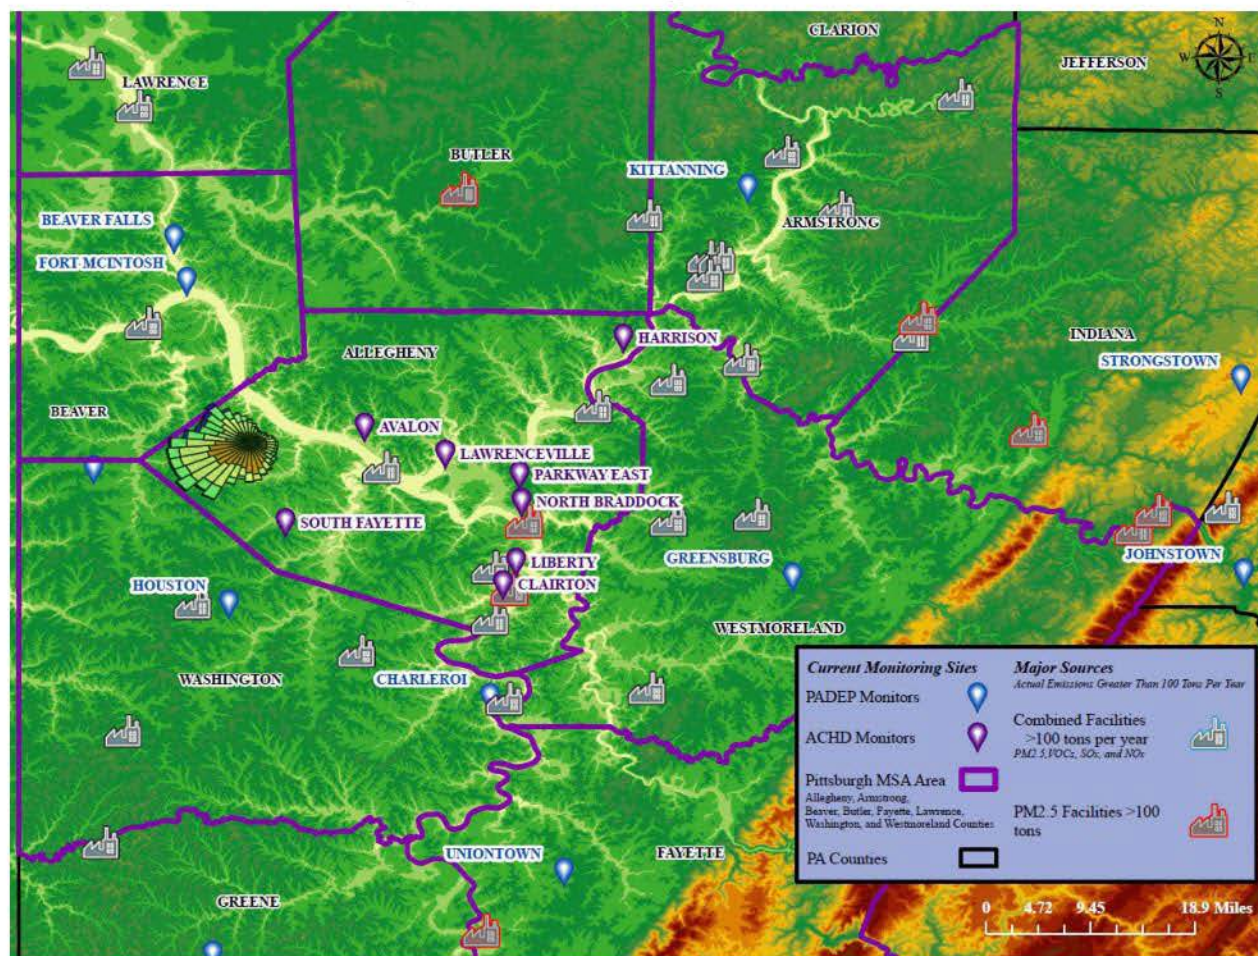 CLARION
N
JEFFERSON
W
E
S
LAWRENCE
BUTLER
KITTANNING
BEAVER FALLS
ARMSTRONG
FORT MCINTOSH
HARRISON
INDIANA
ALLEGHENY
STRONGSTOWN
BEAVER
AVALON
LAWRENCEVILLE
PARKWAY EAST
NORTH BRADDOCK
SOUTH FAYETTE
JOHNSTOWN
LIBERTY
GREENSBURG
CLAIRTON
HOUSTON
WESTMORELAND
WASHINGTON
CHARLEROI
UNIONTOWN
FAYETTE
GREENE
Current Monitoring Sites
PADEP Monitors
ACHD Monitors
Pittsburgh MSA Area
Allegheny, Armstrong,
Beaver, Butler, Fayette, Lawrence,
Washington, and Westmoreland Counties
PA Counties
Major Sources
Actual Emissions Greater Than 100 Tons Per Year
Combined Facilities
>100 tons per year
PM2.5,VOCs, SOx, and NOx
PM2.5 Facilities >100
tons
0 4.72 9.45 18.9 Miles